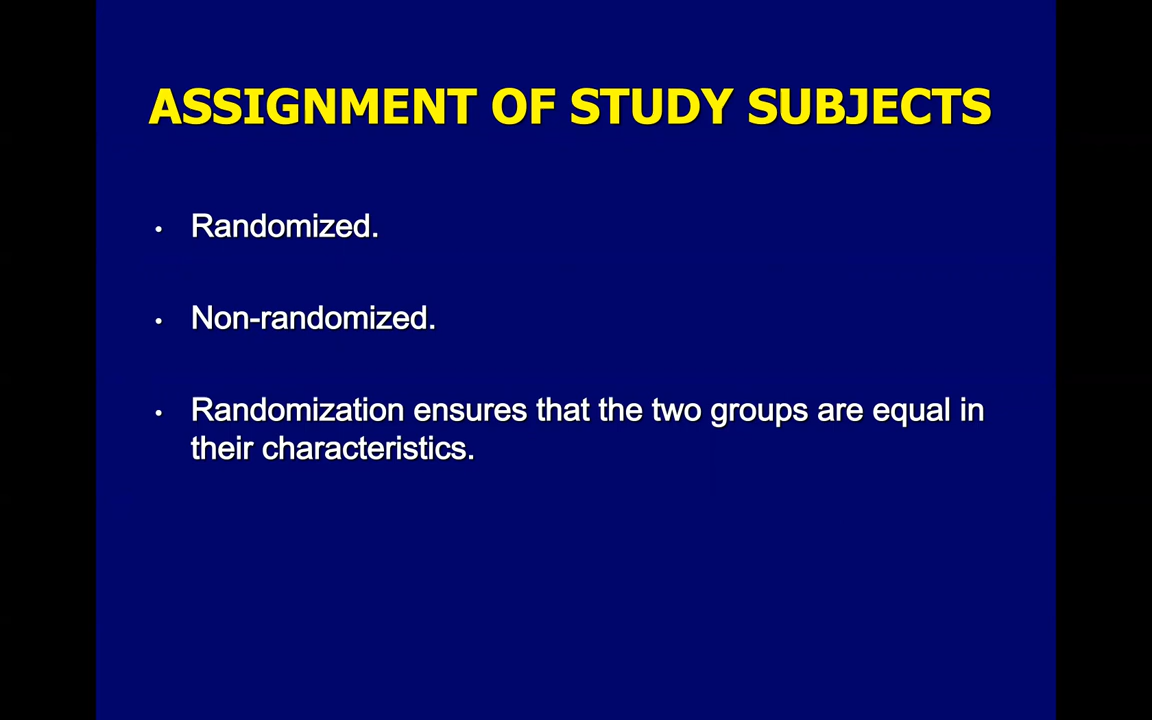 ASSIGNMENT OF STUDY SUBJECTS
• Randomized.
• Non-randomized.
• Randomization ensures that the two groups are equal in
their characteristics.